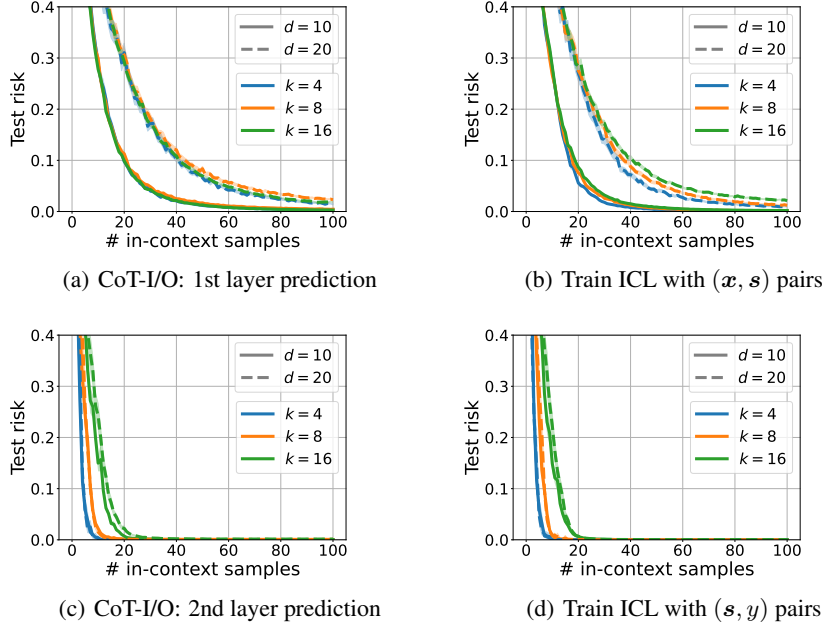 0.4
0.3
0.2
0.1
0.0
Test risk
0 20 40 60 80 100
# in-context samples
d = 10
d = 20
k = 4
k = 8
k = 16
(a) CoT-I/O: 1st layer prediction
0.4
0.3
0.2
0.1
0.0
Test risk
0 20 40 60 80 100
# in-context samples
d = 10
d = 20
k = 4
k = 8
k = 16
(b) Train ICL with (x, s) pairs
0.4
0.3
0.2
0.1
0.0
Test risk
0 20 40 60 80 100
# in-context samples
d = 10
d = 20
k = 4
k = 8
k = 16
(c) CoT-I/O: 2nd layer prediction
0.4
0.3
0.2
0.1
0.0
Test risk
0 20 40 60 80 100
# in-context samples
d = 10
d = 20
k = 4
k = 8
k = 16
(d) Train ICL with (s, y) pairs